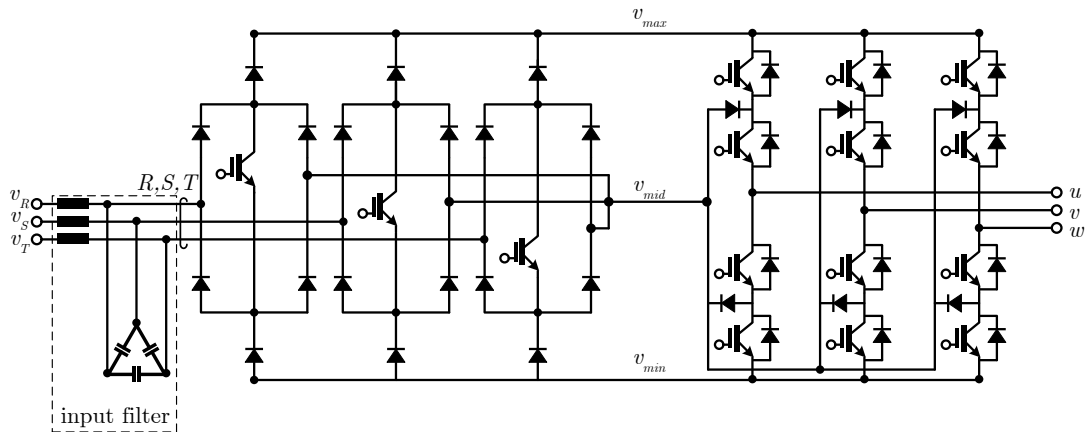 v_max
R,S,T
v_R
v_S
v_T
v_mid
u
v
w
v_min
input filter